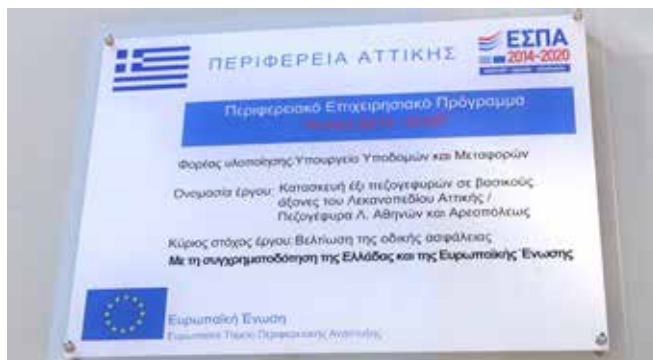 ΠΕΡΙΦΕΡΕΙΑ ΑΤΤΙΚΗΣ
ΕΣΠΑ
2014-2020
Περιφερειακό Επιχειρησιακό Πρόγραμμα
Φορέας υλοποίησης: Υπουργείο Υποδομών και Μεταφορών
Ονομασία έργου: Κατασκευή έξι πεζογεφυρών σε βασικούς
άξονες του Λεκανοπεδίου Αττικής /
Πεζογέφυρα Λ. Αθηνών και Αρεοπόλεως
Κύριος στόχος έργου: Βελτίωση της οδικής ασφάλειας
Με τη συγχρηματοδότηση της Ελλάδας και της Ευρωπαϊκής Ένωσης
Ευρωπαϊκή Ένωση
Ευρωπαϊκό Ταμείο Περιφερειακής Ανάπτυξης